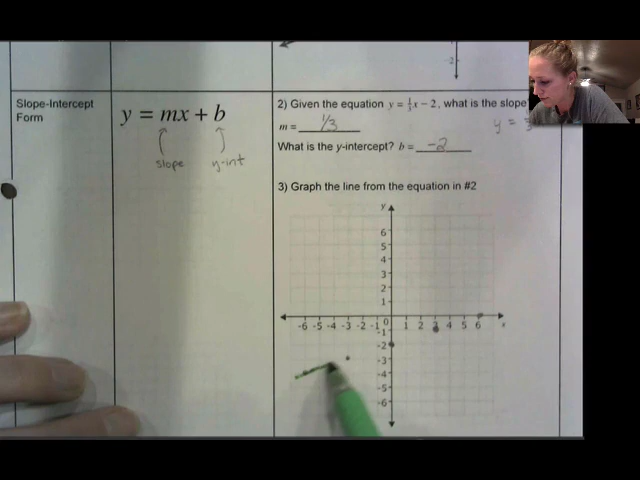 -2
Slope-Intercept
Form
y = mx + b
slope
y-int
2) Given the equation y = ⅓x − 2, what is the slope?
m = 1/3
y =
What is the y-intercept? b = -2
3) Graph the line from the equation in #2
y
6
5
4
3
2
1
-6 -5 -4 -3 -2 -1 0 1 2 3 4 5 6 x
-1
-2
-3
-4
-5
-6